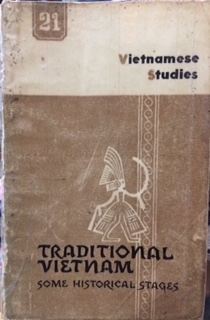 21
Vietnamese
Studies
TRADITIONAL
VIETNAM
SOME HISTORICAL STAGES